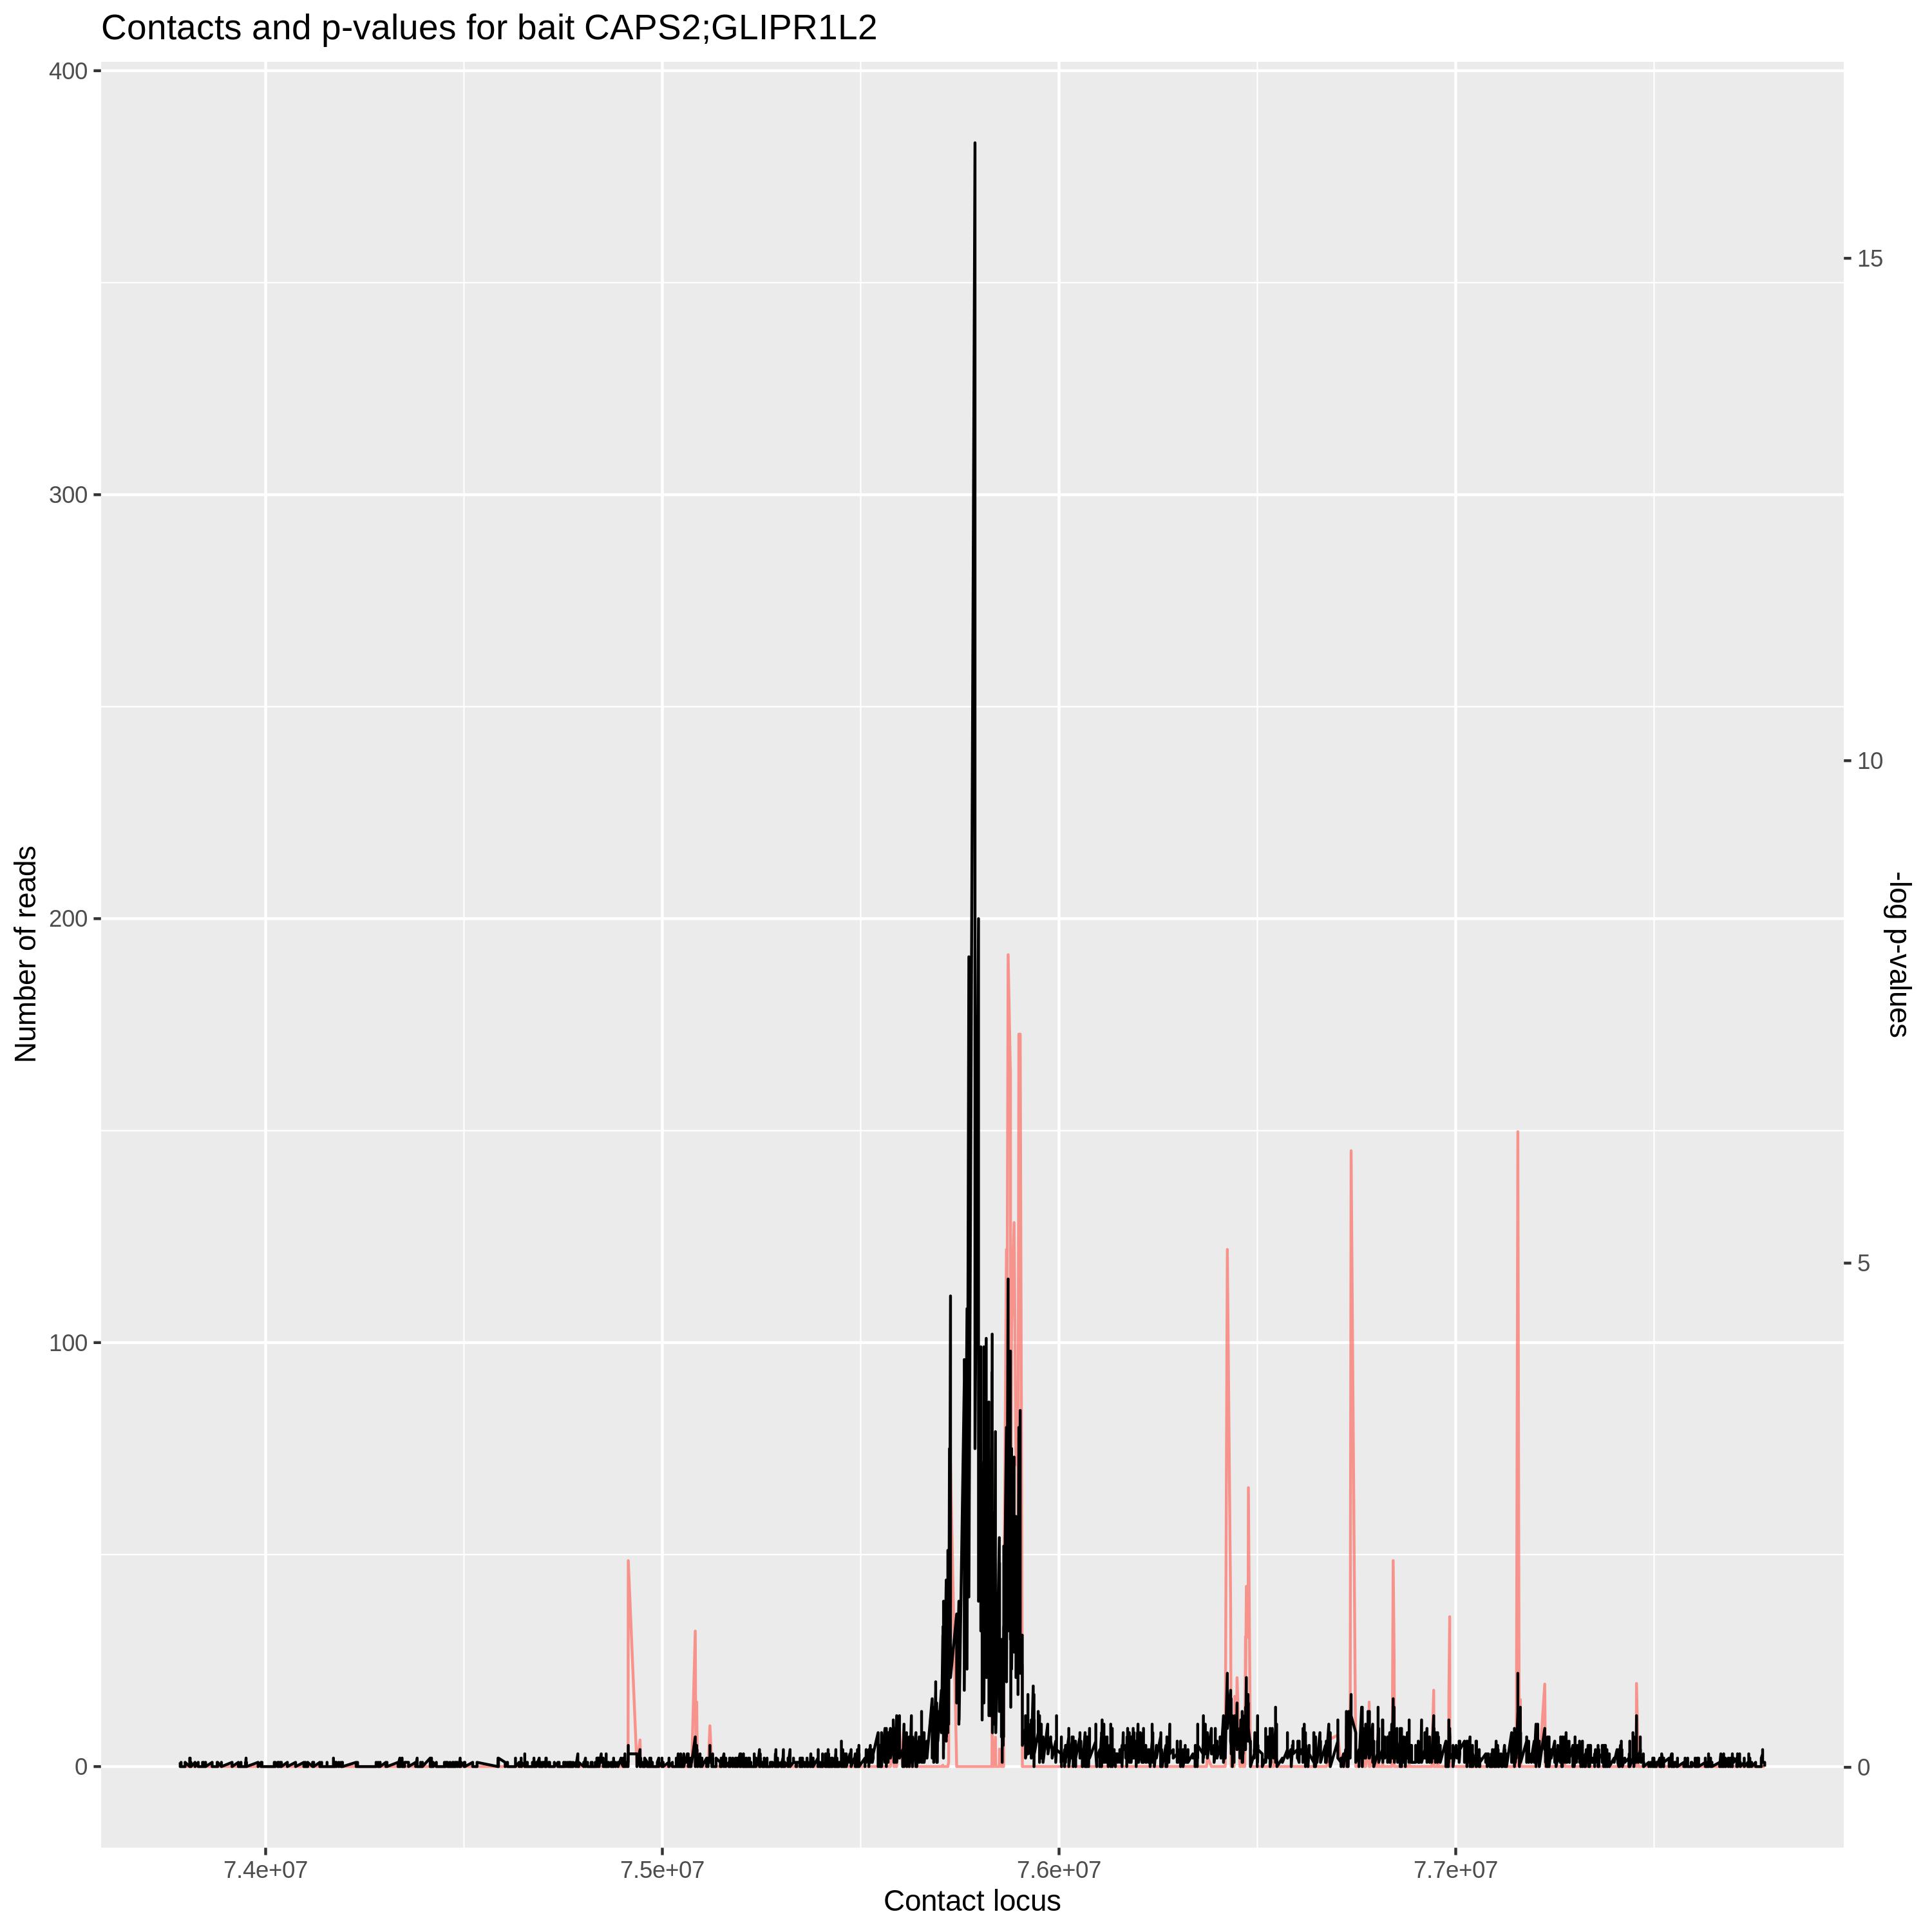 Contacts and p-values for bait CAPS2;GLIPR1L2
400
300
200
100
0
Number of reads
15
10
5
0
-log p-values
7.4e+07 7.5e+07 7.6e+07 7.7e+07
Contact locus